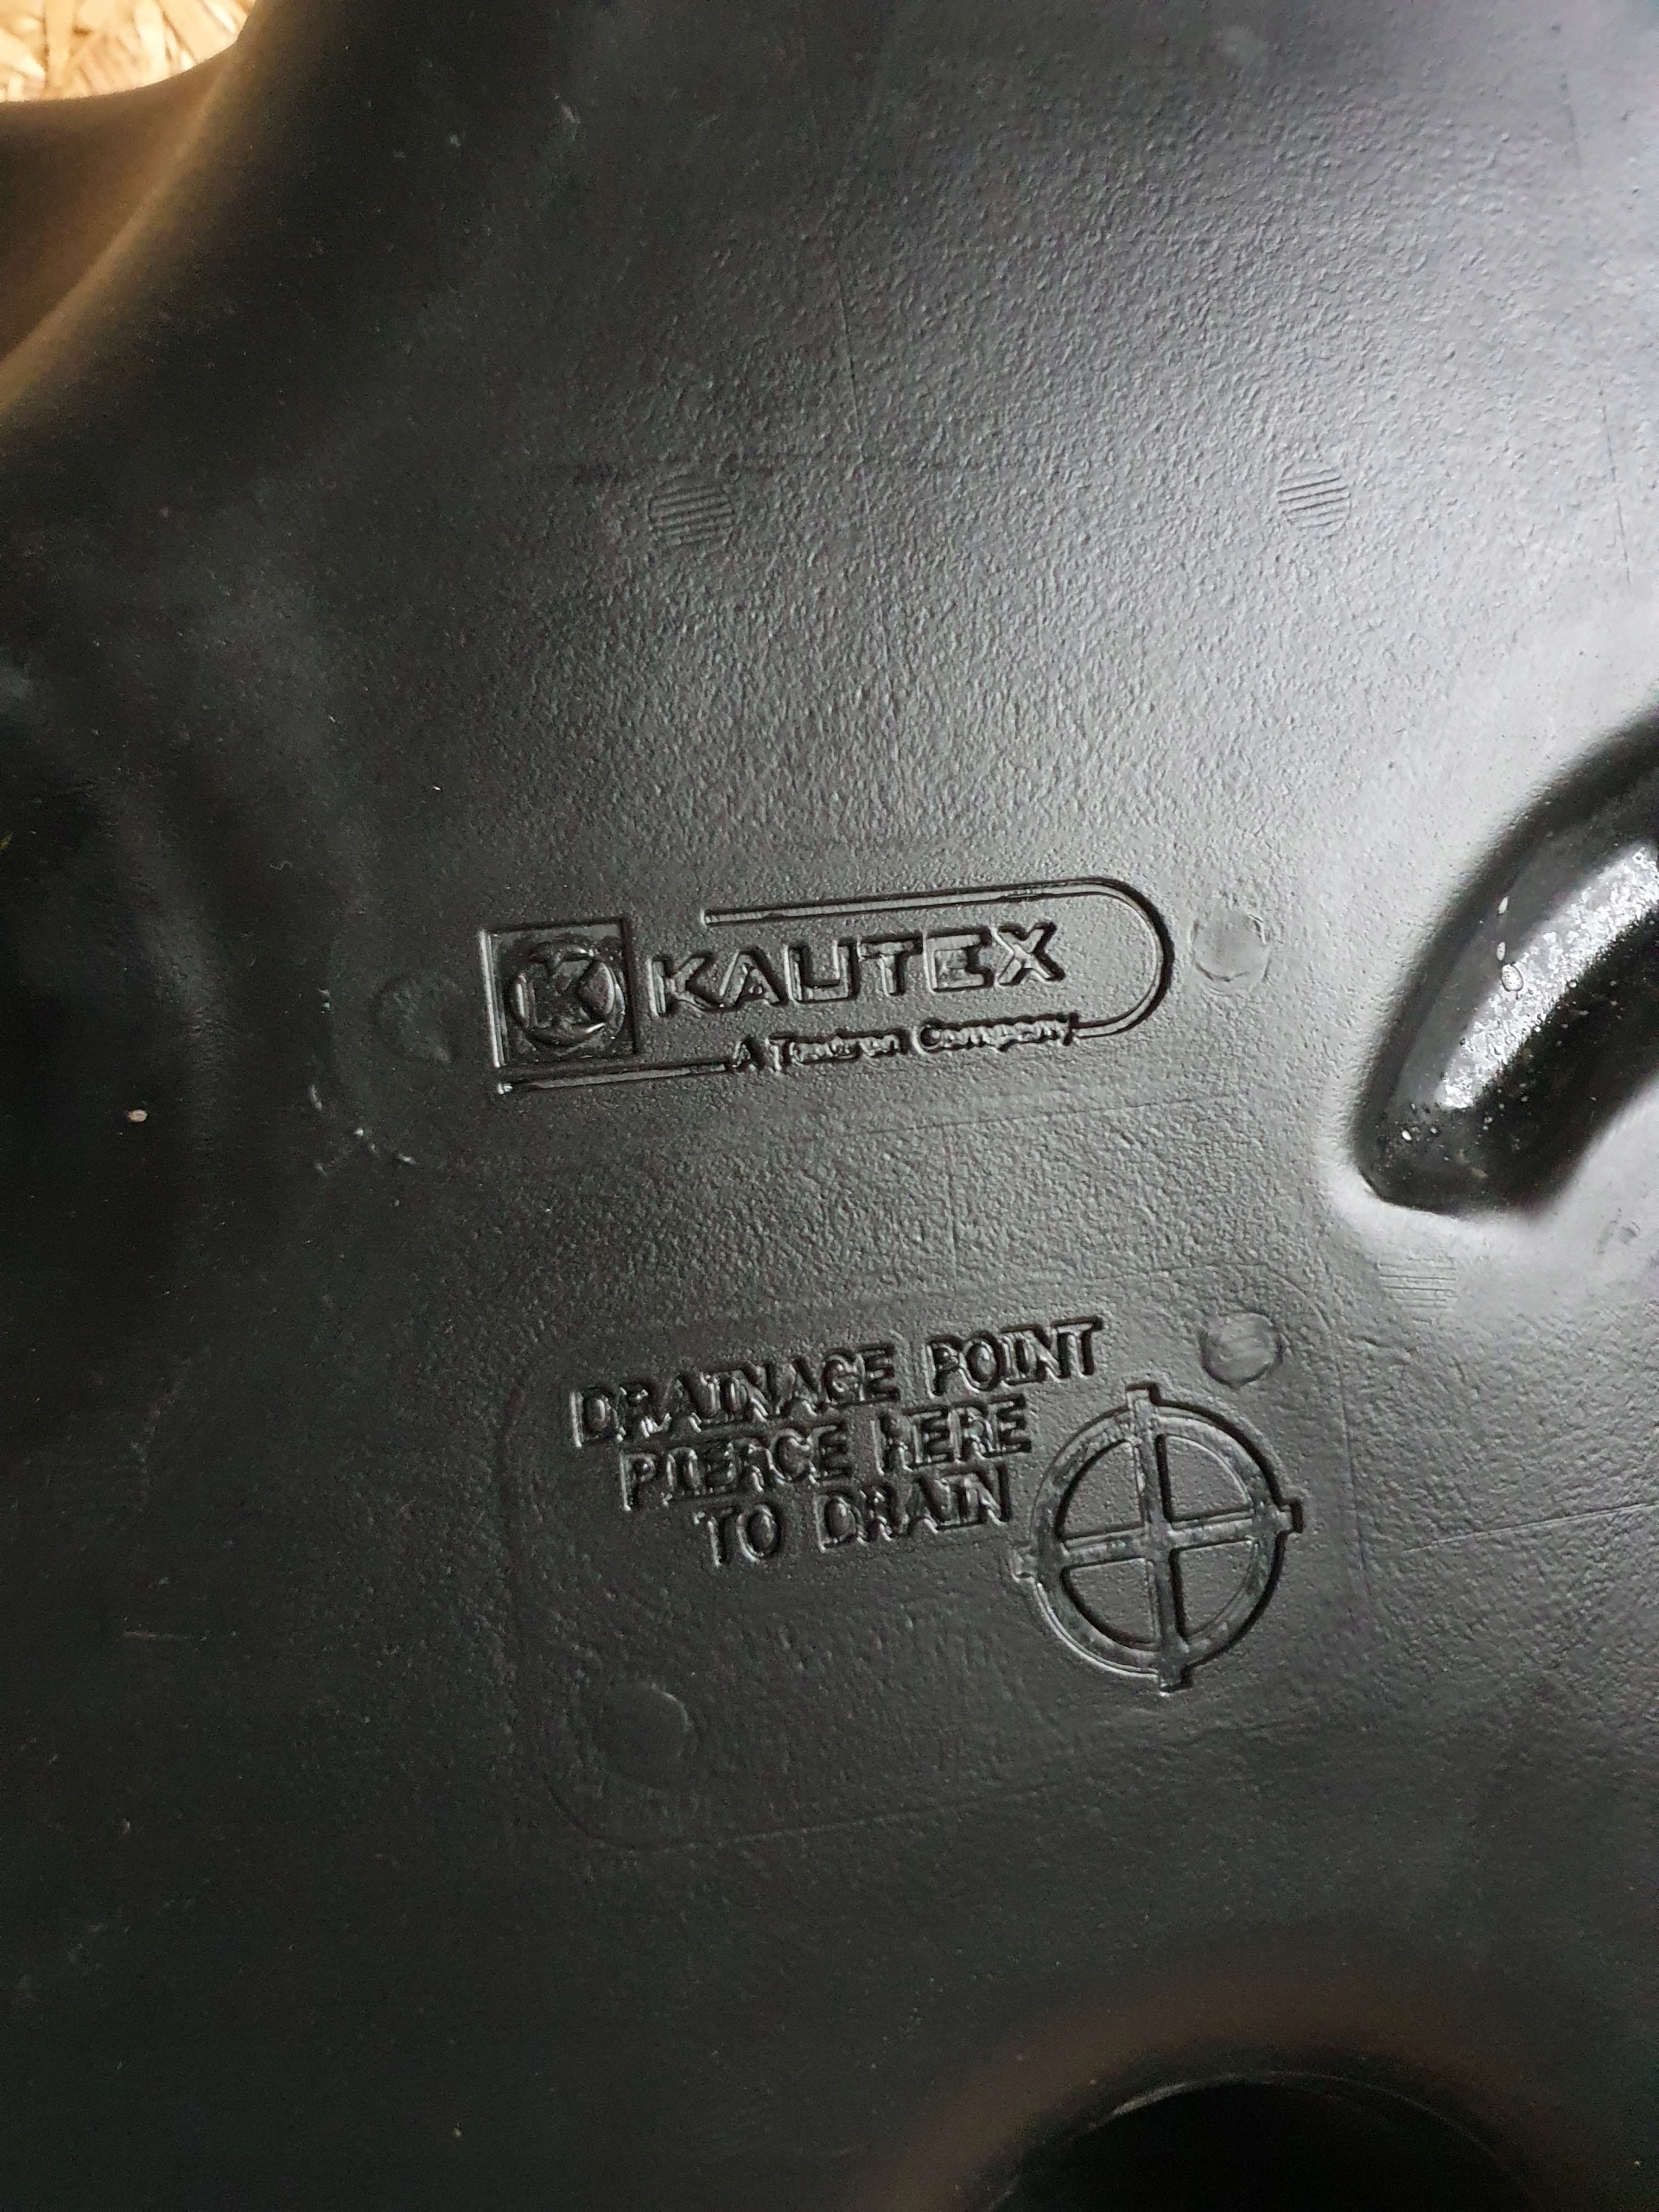 K KAUTEX
A Textron Company
DRAINAGE POINT
PIERCE HERE
TO DRAIN